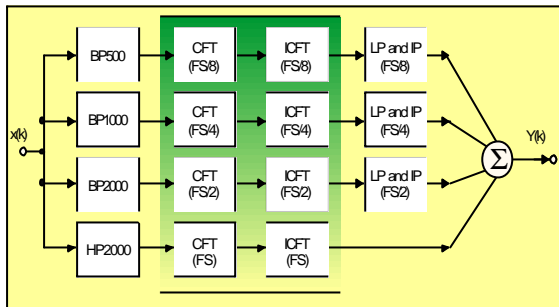 BP500
CFT
(FS/8)
ICFT
(FS/8)
LP and IP
(FS/8)
BP1000
CFT
(FS/4)
ICFT
(FS/4)
LP and IP
(FS/4)
x(k)
Y(k)
Σ
BP2000
CFT
(FS/2)
ICFT
(FS/2)
LP and IP
(FS/2)
HP2000
CFT
(FS)
ICFT
(FS)